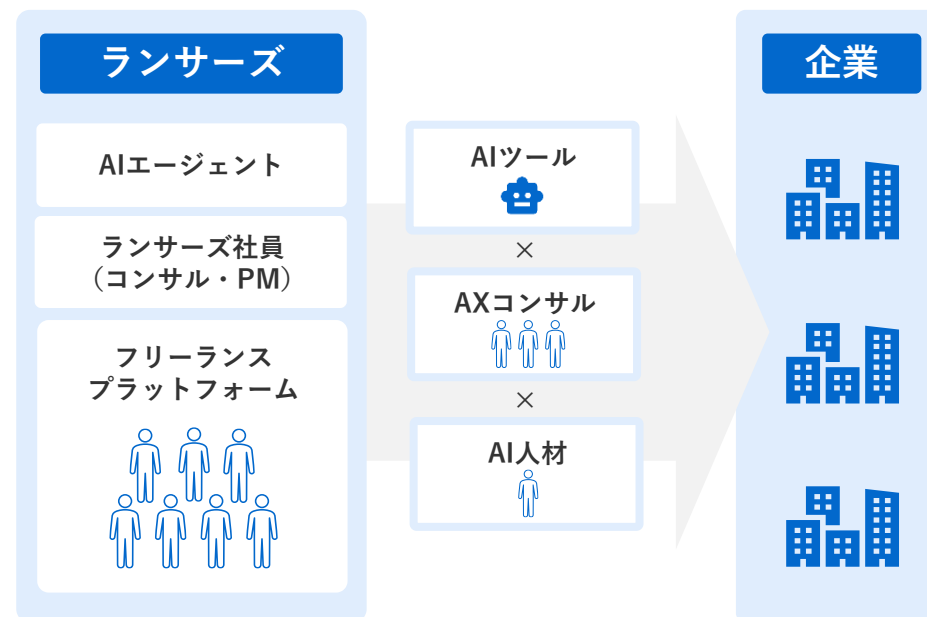 ランサーズ
AIエージェント
ランサーズ社員
（コンサル・PM）
フリーランス
プラットフォーム
AIツール
×
AXコンサル
×
AI人材
企業